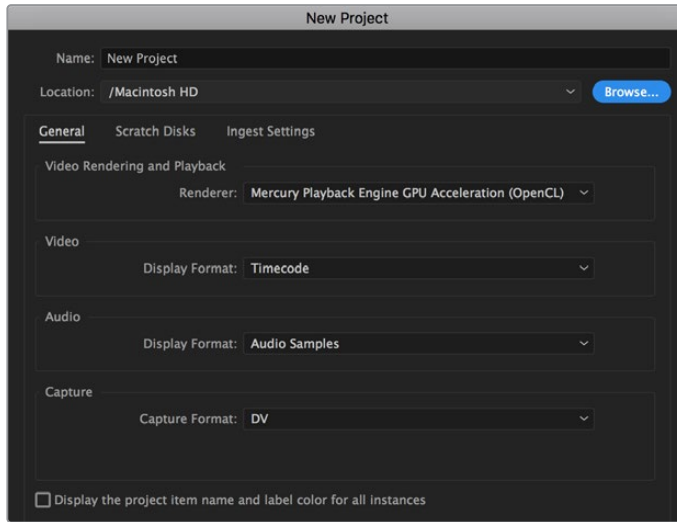 New Project
Name: New Project
Location: /Macintosh HD Browse...
General Scratch Disks Ingest Settings
Video Rendering and Playback
Renderer: Mercury Playback Engine GPU Acceleration (OpenCL)
Video
Display Format: Timecode
Audio
Display Format: Audio Samples
Capture
Capture Format: DV
Display the project item name and label color for all instances